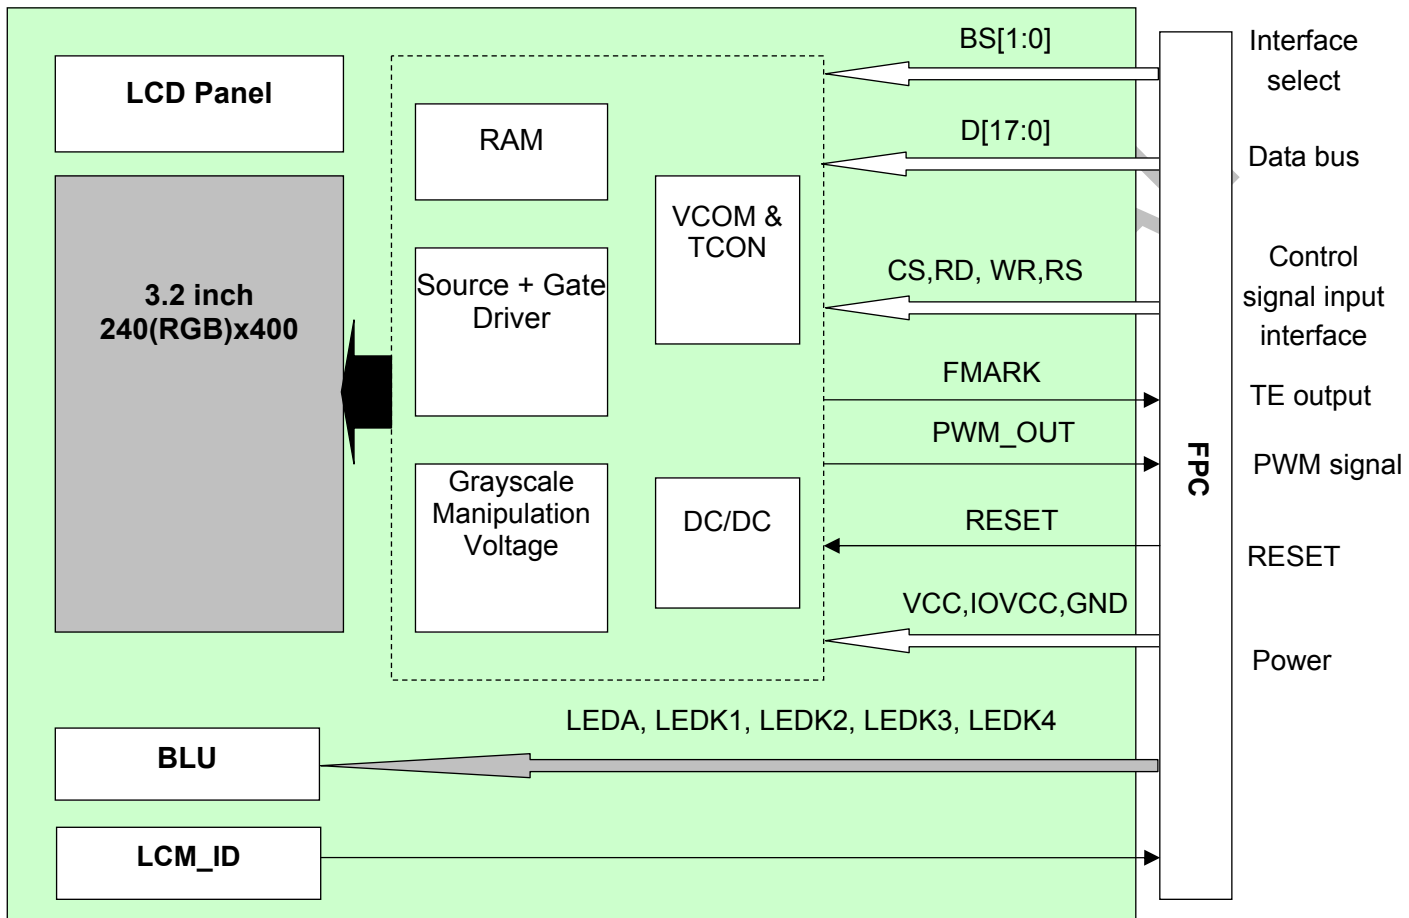 BS[1:0]
Interface
select
LCD Panel
RAM
D[17:0]
Data bus
VCOM &
TCON
3.2 inch
240(RGB)x400
Source + Gate
Driver
CS,RD, WR,RS
Control
signal input
interface
FMARK
TE output
PWM_OUT
PWM signal
FPC
Grayscale
Manipulation
Voltage
DC/DC
RESET
RESET
VCC,IOVCC,GND
Power
LEDA, LEDK1, LEDK2, LEDK3, LEDK4
BLU
LCM_ID